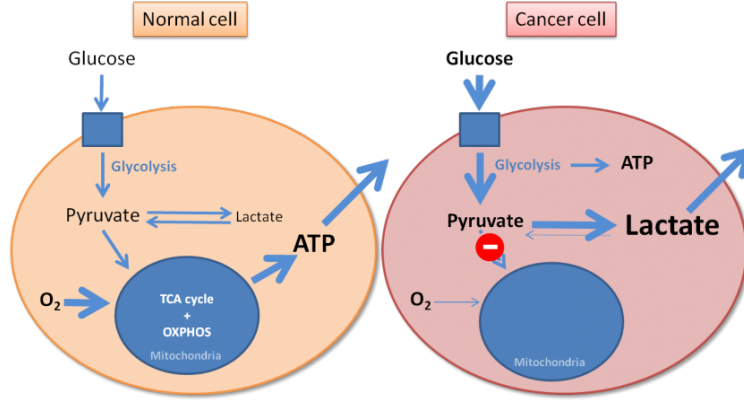 Normal cell
Glucose
Glycolysis
Pyruvate
Lactate
ATP
O₂
TCA cycle
+
OXPHOS
Mitochondria
Cancer cell
Glucose
Glycolysis
ATP
Pyruvate
Lactate
O₂
Mitochondria